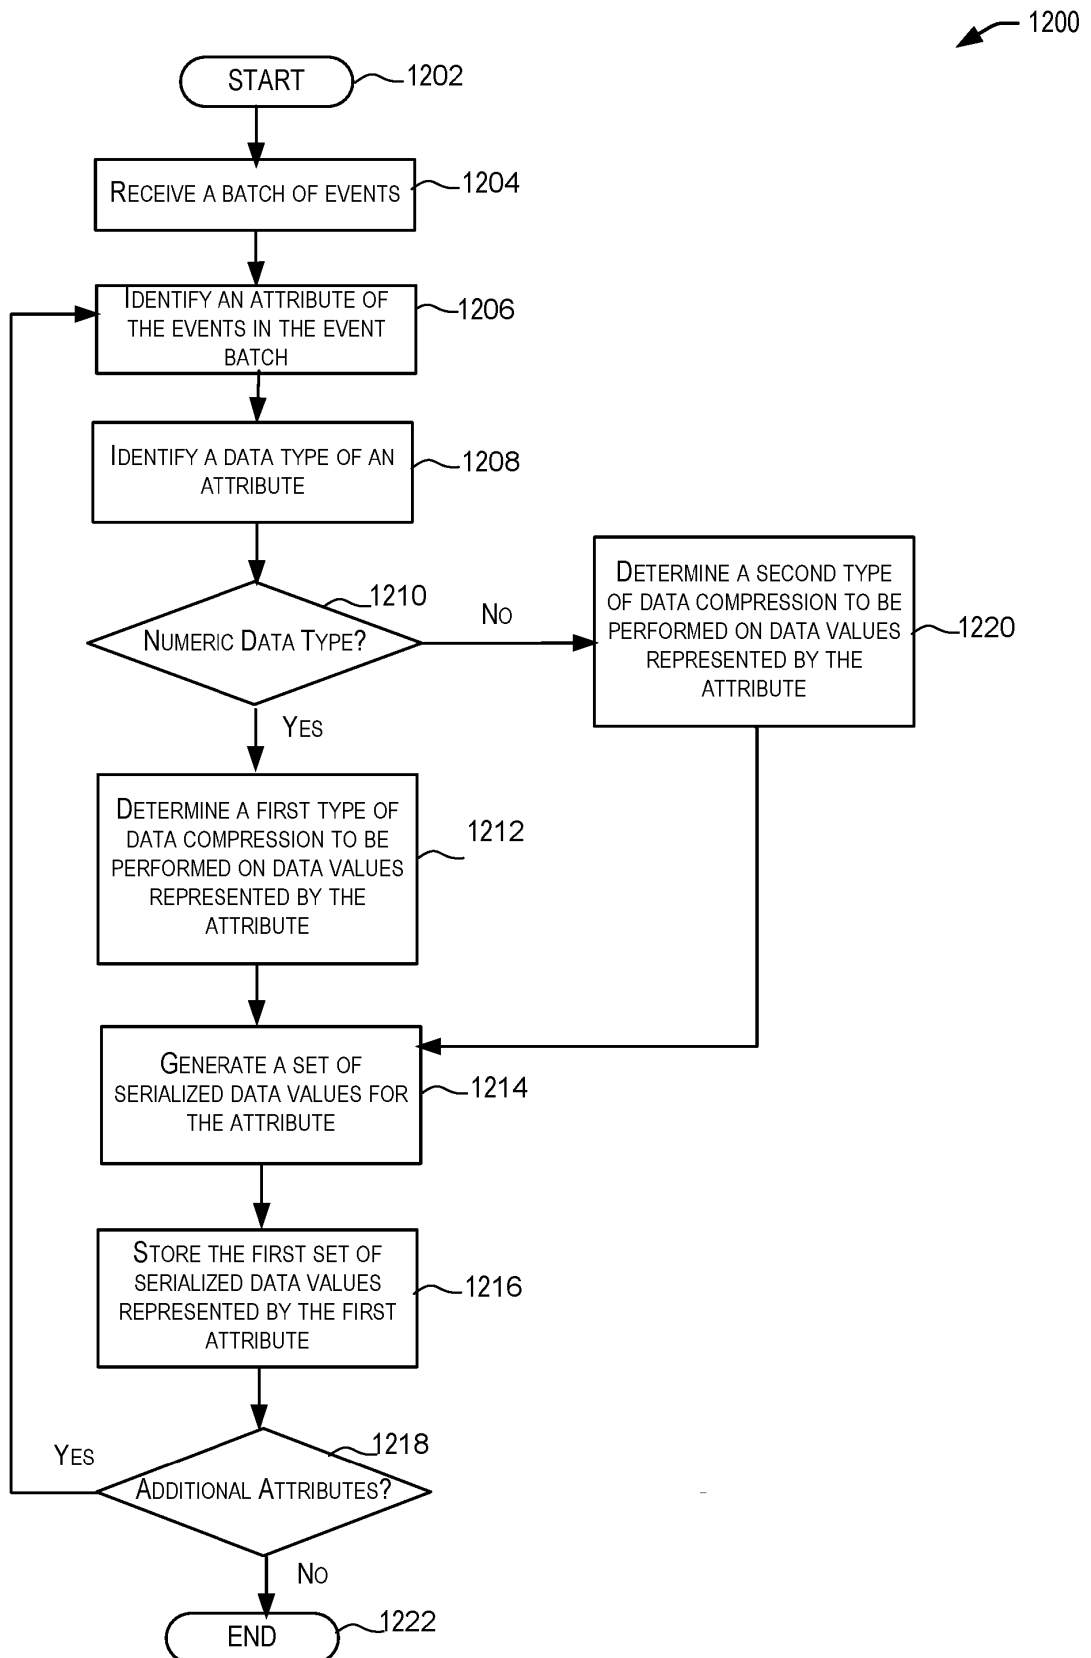 1200
START
1202
RECEIVE A BATCH OF EVENTS
1204
IDENTIFY AN ATTRIBUTE OF
THE EVENTS IN THE EVENT
BATCH
1206
IDENTIFY A DATA TYPE OF AN
ATTRIBUTE
1208
NUMERIC DATA TYPE?
1210
NO
YES
DETERMINE A SECOND TYPE
OF DATA COMPRESSION TO BE
PERFORMED ON DATA VALUES
REPRESENTED BY THE
ATTRIBUTE
1220
DETERMINE A FIRST TYPE OF
DATA COMPRESSION TO BE
PERFORMED ON DATA VALUES
REPRESENTED BY THE
ATTRIBUTE
1212
GENERATE A SET OF
SERIALIZED DATA VALUES FOR
THE ATTRIBUTE
1214
STORE THE FIRST SET OF
SERIALIZED DATA VALUES
REPRESENTED BY THE FIRST
ATTRIBUTE
1216
ADDITIONAL ATTRIBUTES?
1218
YES
NO
END
1222